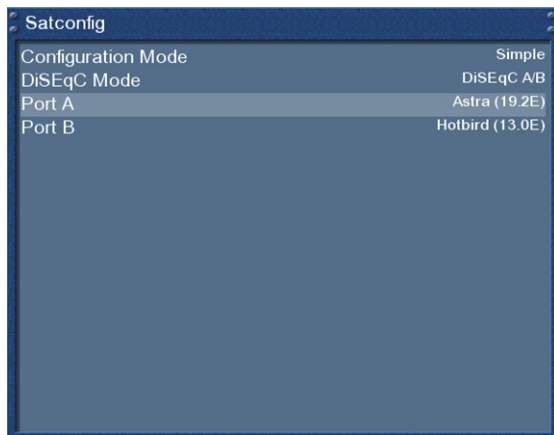 Satconfig
Configuration Mode Simple
DiSEqC Mode DiSEqC A/B
Port A Astra (19.2E)
Port B Hotbird (13.0E)